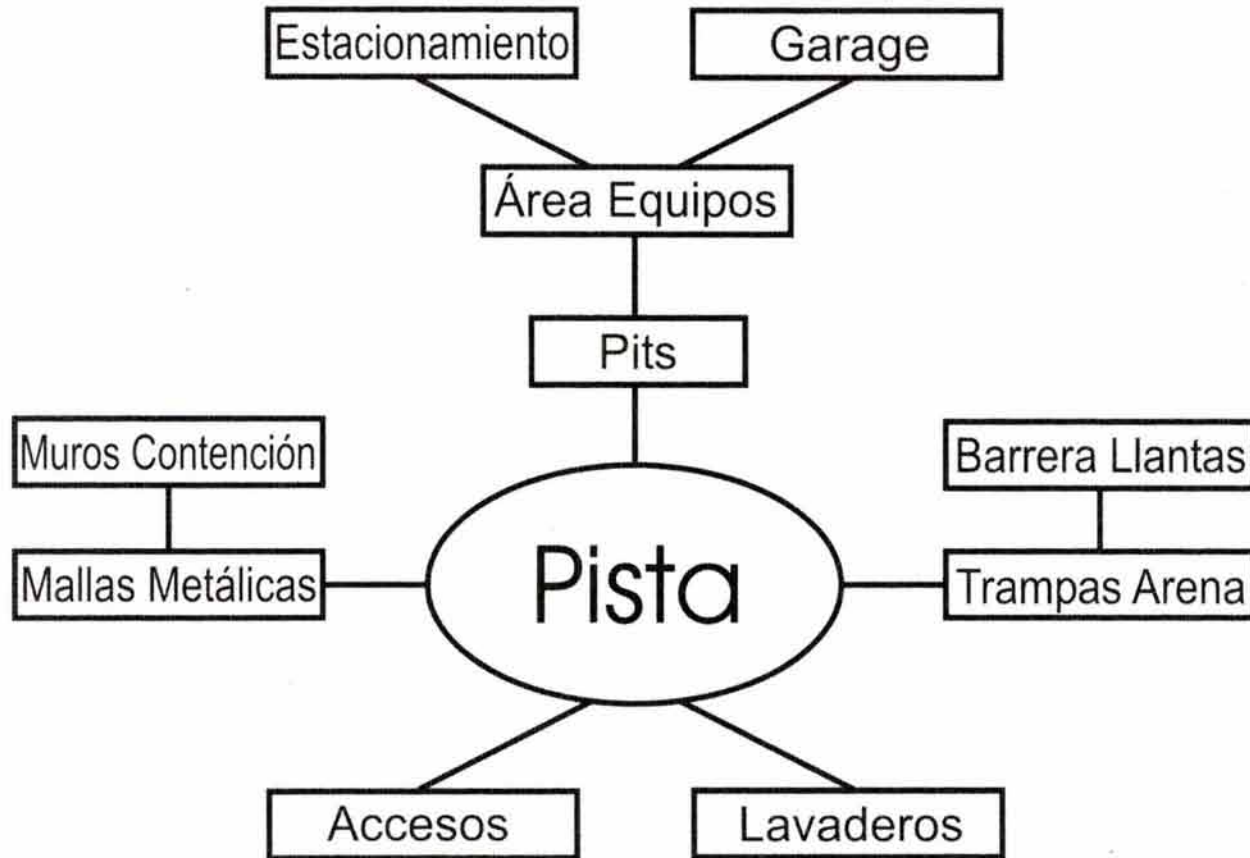 Estacionamiento
Garage
Área Equipos
Pits
Muros Contención
Barrera Llantas
Mallas Metálicas
Pista
Trampas Arena
Accesos
Lavaderos